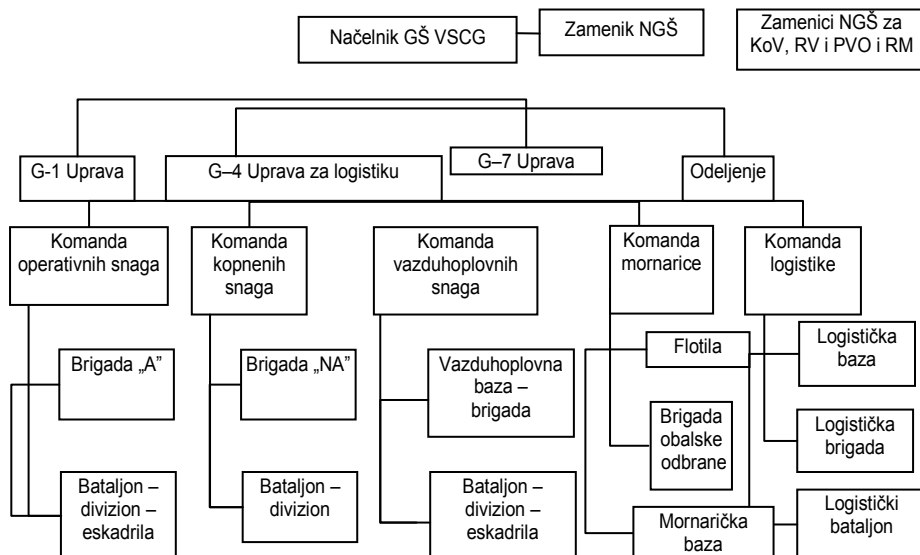 Načelnik GŠ VSCG
Zamenik NGŠ
Zamenici NGŠ za
KoV, RV i PVO i RM
G-1 Uprava
G–4 Uprava za logistiku
G–7 Uprava
Odeljenje
Komanda
operativnih snaga
Komanda
kopnenih
snaga
Komanda
vazduhoplovnih
snaga
Komanda
mornarice
Komanda
logistike
Brigada „A”
Brigada „NA”
Vazduhoplovna
baza –
brigada
Flotila
Logistička
baza
Brigada
obalske
odbrane
Logistička
brigada
Bataljon –
divizion –
eskadrila
Bataljon –
divizion
Bataljon –
divizion –
eskadrila
Mornarička
baza
Logistički
bataljon